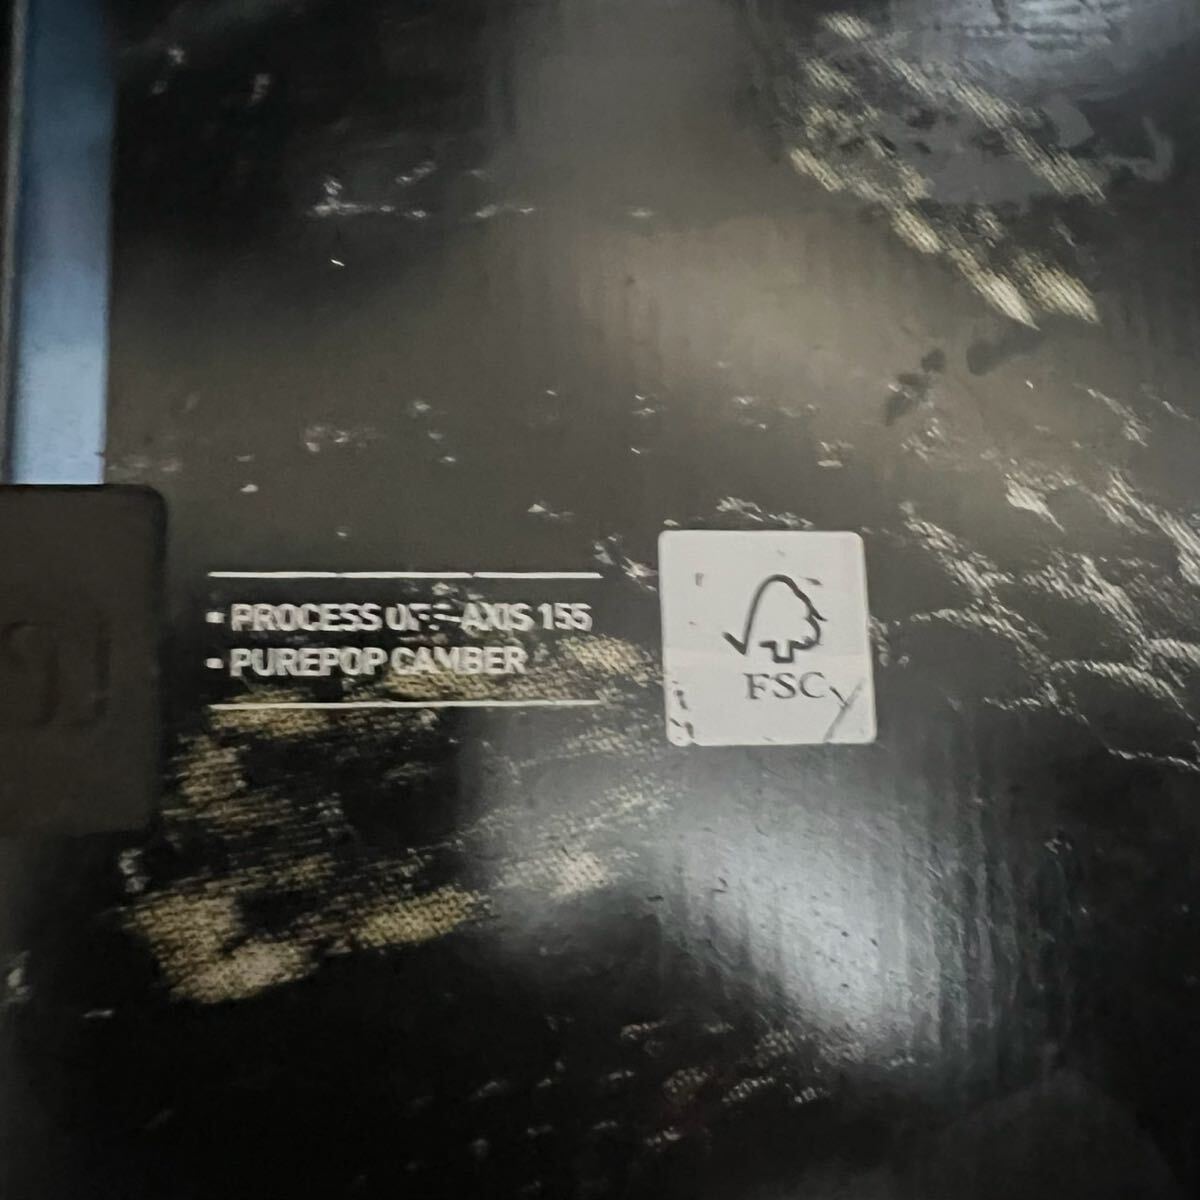 • PROCESS OFF-AXIS 155
• PUREPOP CAMBER
FSC